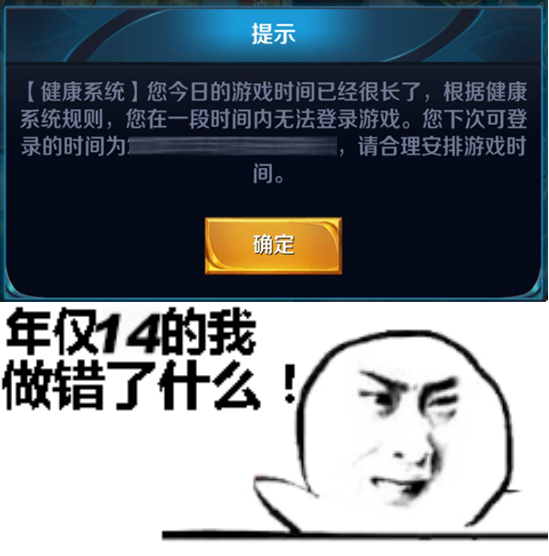 提示
【健康系统】您今日的游戏时间已经很长了，根据健康
系统规则，您在一段时间内无法登录游戏。您下次可登
录的时间为
，请合理安排游戏时
间。
确定
年仅14的我
做错了什么！